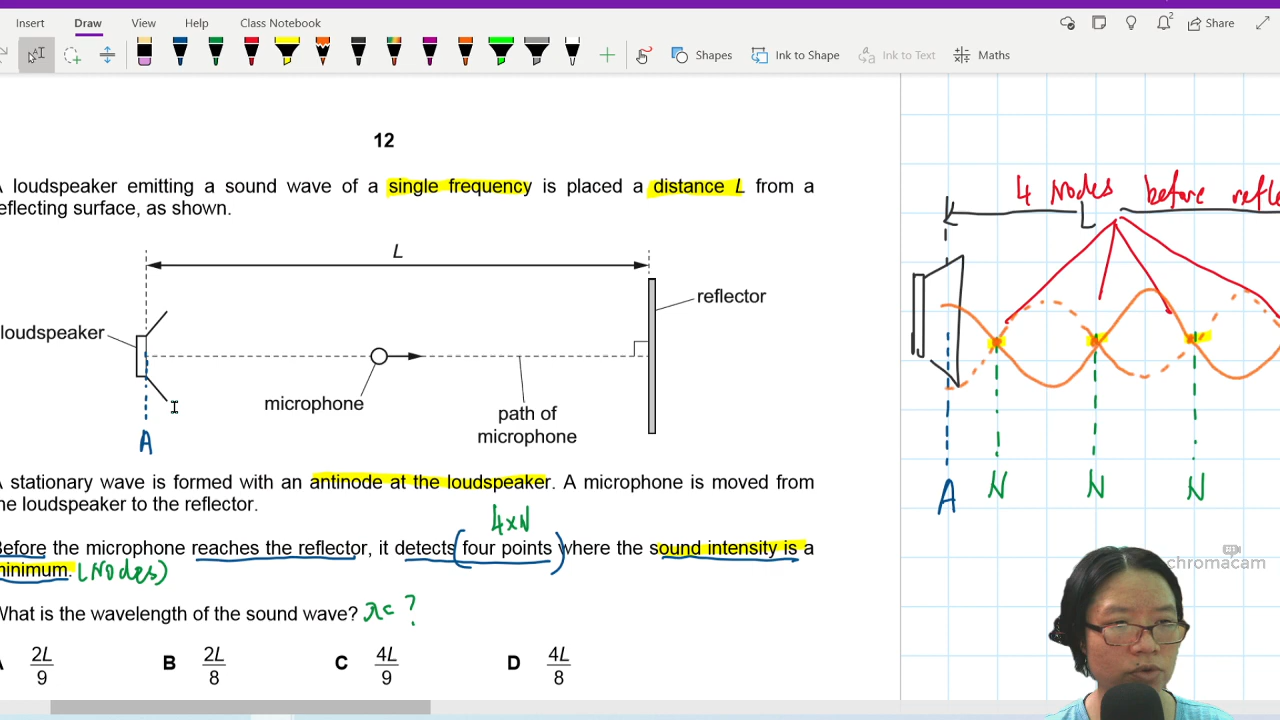 Insert Draw View Help Class Notebook
2 Share
Shapes Ink to Shape Ink to Text Maths
12
loudspeaker emitting a sound wave of a single frequency is placed a distance L from a
eflecting surface, as shown.
L
reflector
loudspeaker
microphone
path of
microphone
A
stationary wave is formed with an antinode at the loudspeaker. A microphone is moved from
he loudspeaker to the reflector.
4xN
Before the microphone reaches the reflector, it detects (four points) where the sound intensity is a
minimum. (Nodes)
What is the wavelength of the sound wave? λ= ?
2L
9
B 2L
8
C 4L
9
D 4L
8
4 Nodes before refle
L
A N N N
chromacam